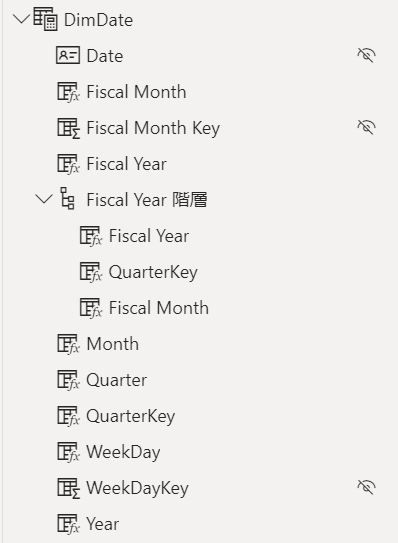 DimDate
Date
Fiscal Month
Fiscal Month Key
Fiscal Year
Fiscal Year 階層
Fiscal Year
QuarterKey
Fiscal Month
Month
Quarter
QuarterKey
WeekDay
WeekDayKey
Year